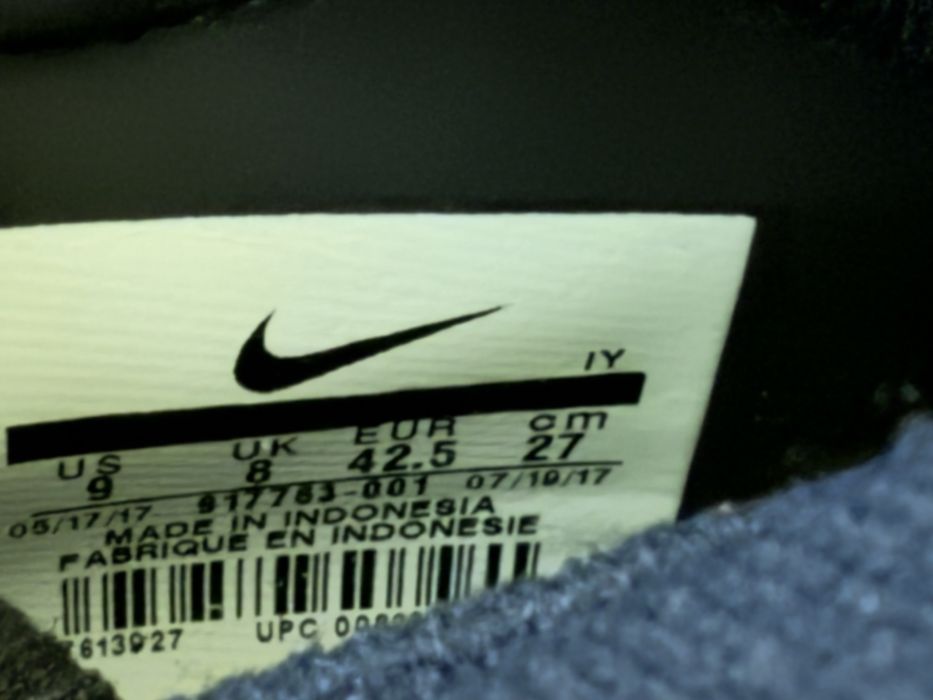 IY
US UK EUR cm
9 8 42.5 27
05/17/17 917763-001 07/19/17
MADE IN INDONESIA
FABRIQUE EN INDONESIE
613927 UPC